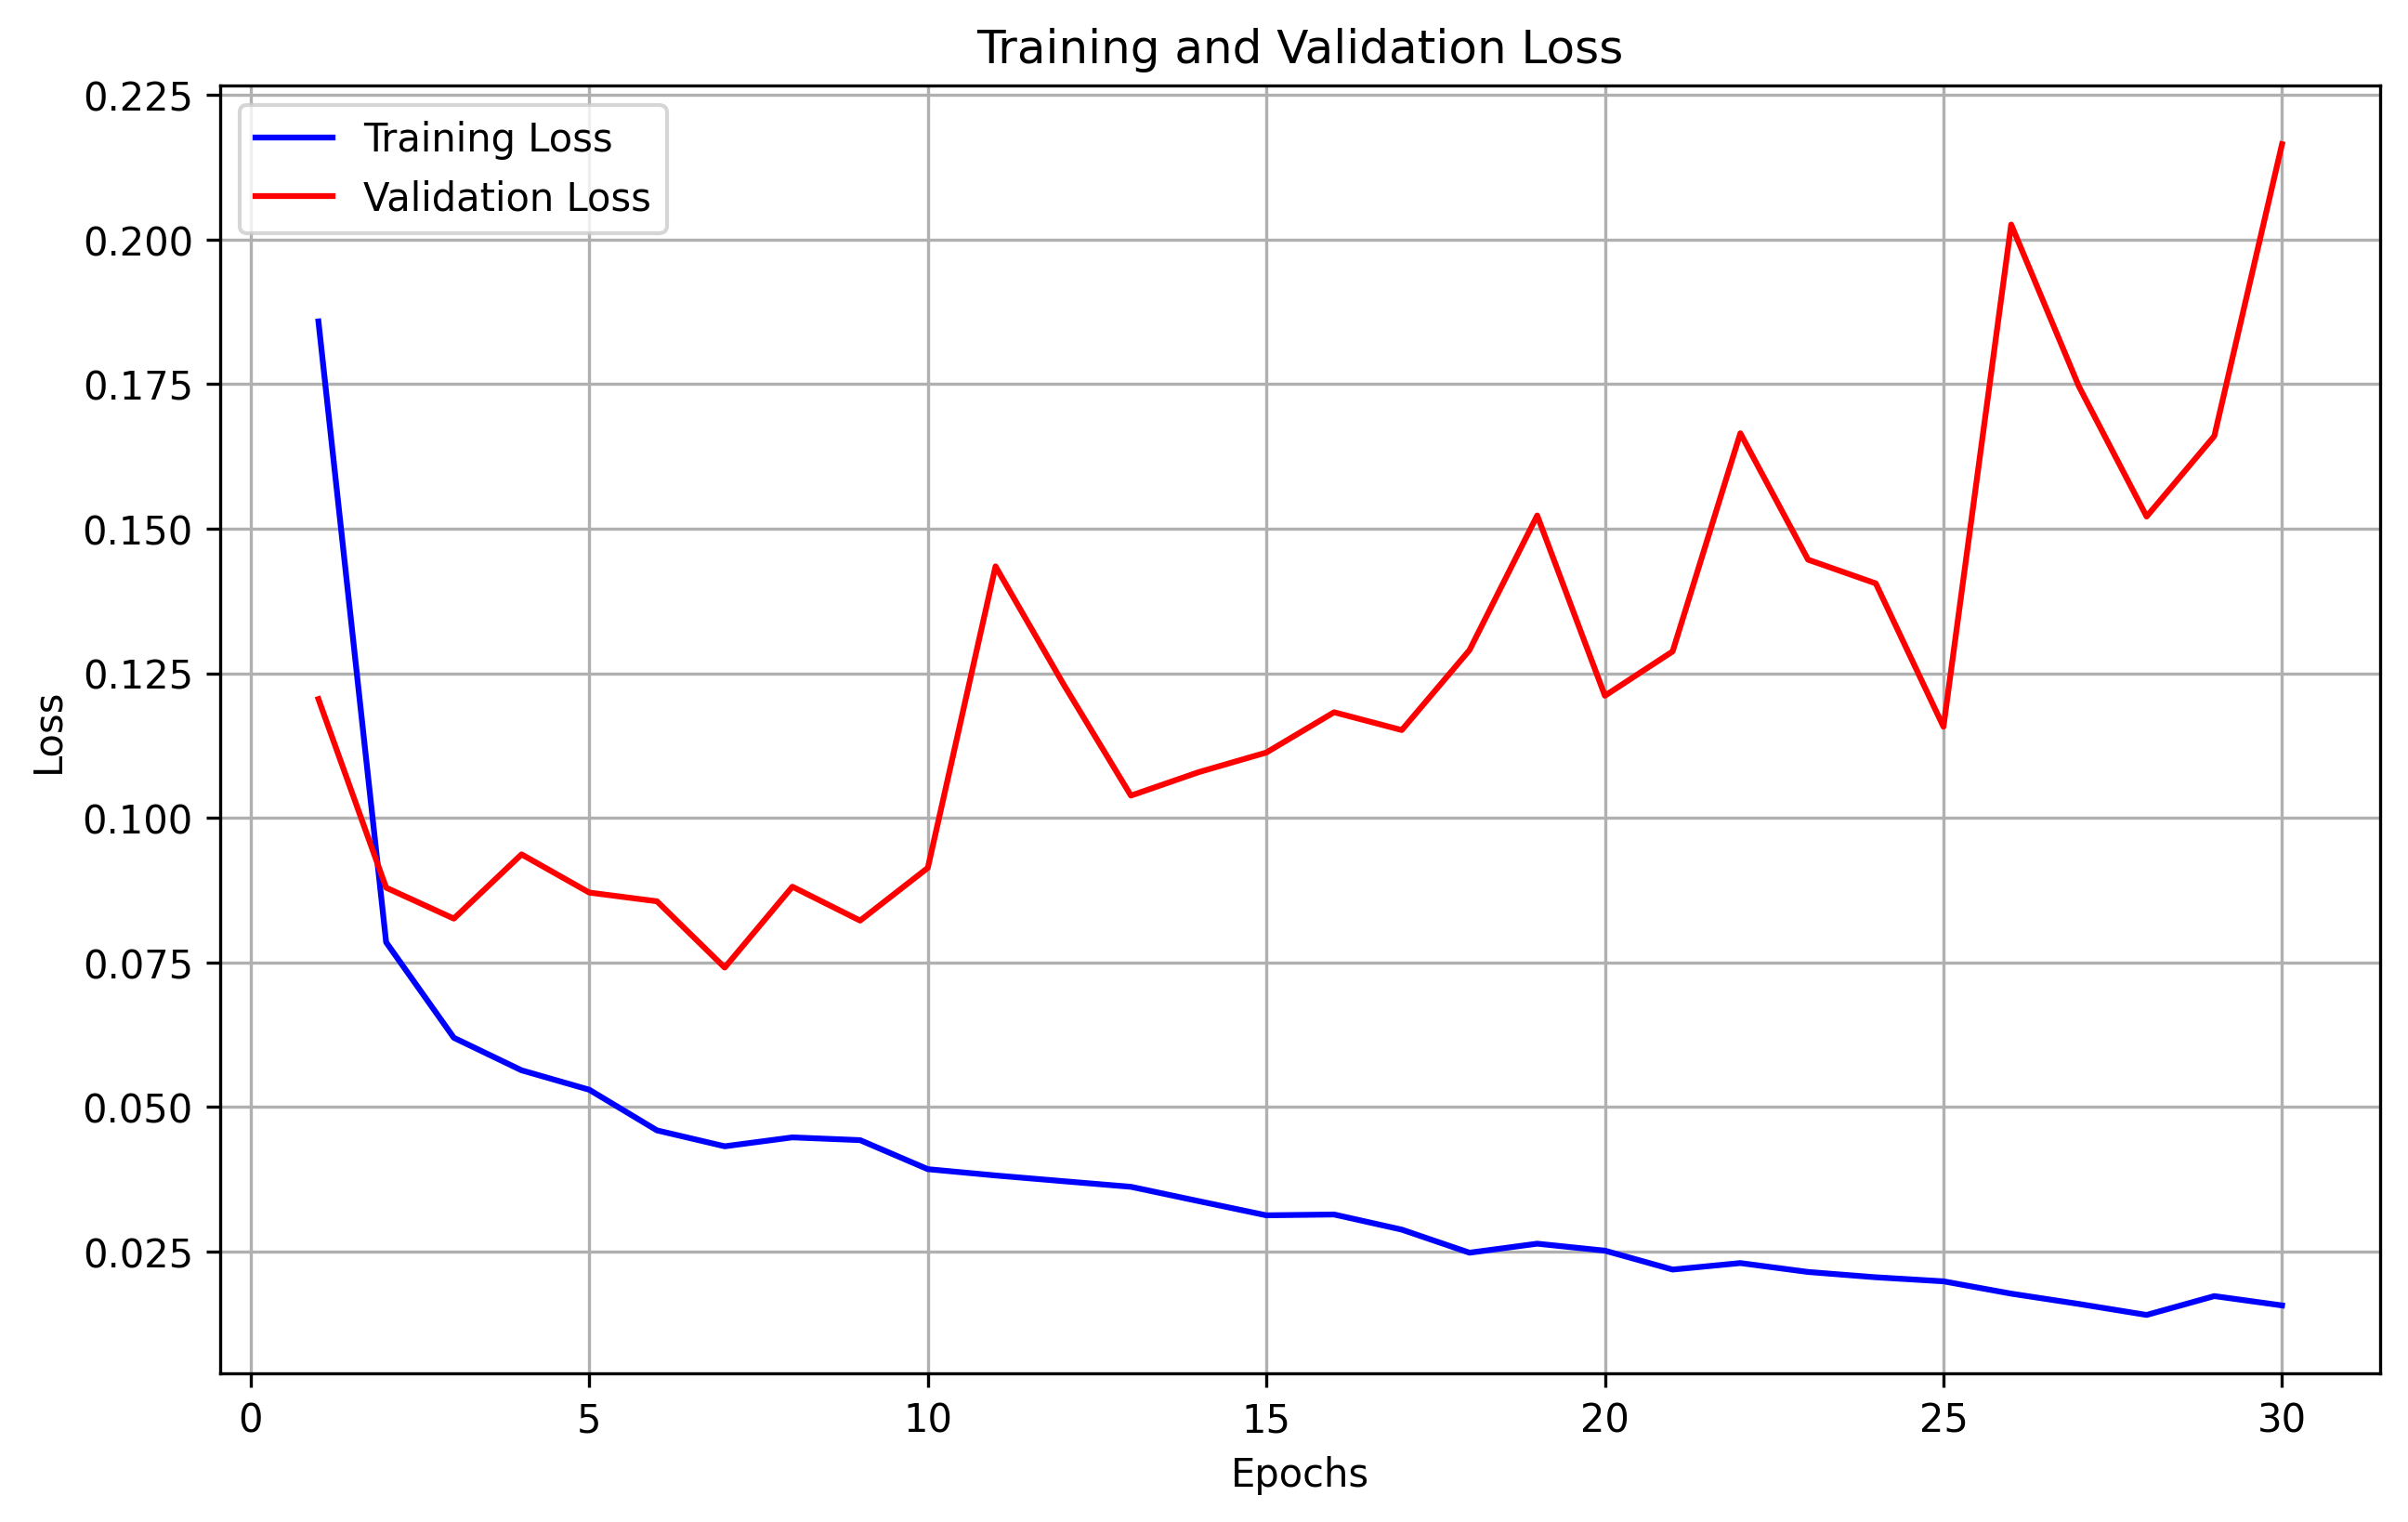 Training and Validation Loss
Training Loss
Validation Loss
0.225
0.200
0.175
0.150
0.125
0.100
0.075
0.050
0.025
Loss
0 5 10 15 20 25 30
Epochs